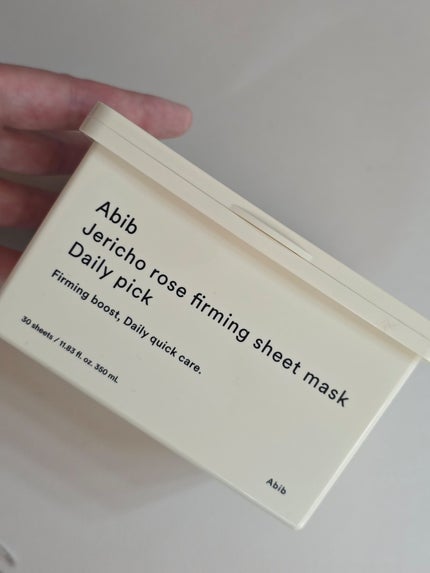 Abib
Jericho rose firming sheet mask
Daily pick
Firming boost, Daily quick care.
30 sheets / 11.83 fl. oz. 350 mL
Abib